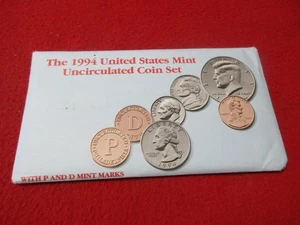 The 1994 United States Mint
Uncirculated Coin Set
D
P
WITH P AND D MINT MARKS